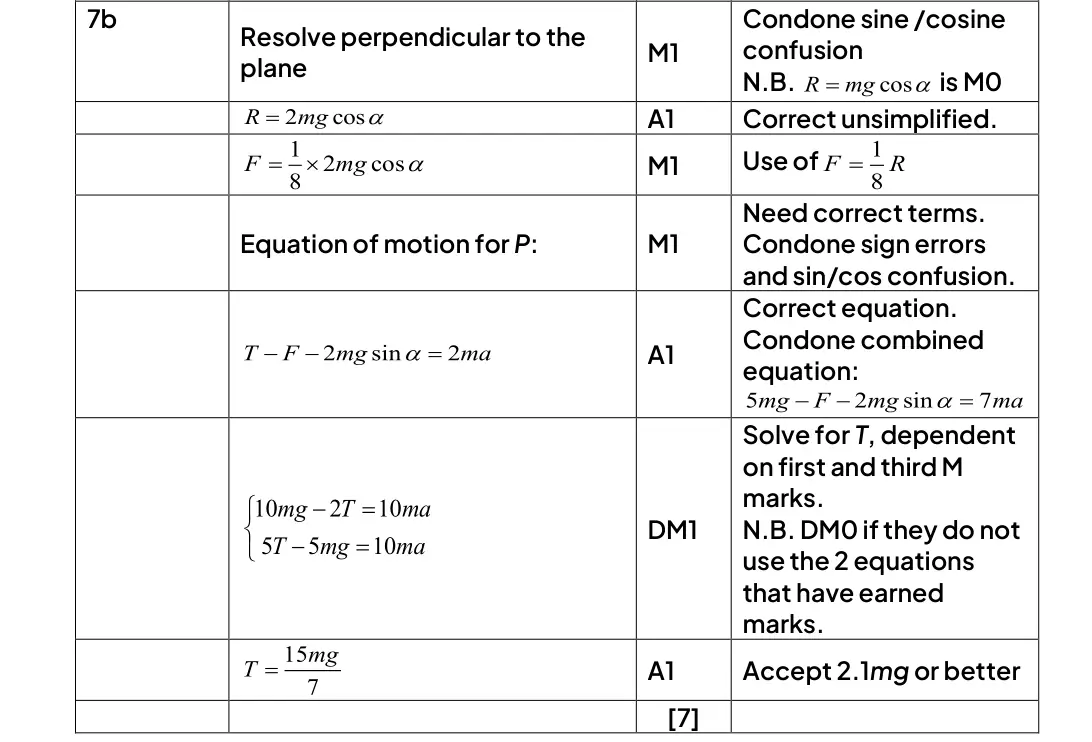 7b
Resolve perpendicular to the
plane
M1
Condone sine /cosine
confusion
N.B. R = mg cos α is M0
R = 2mg cos α
A1
Correct unsimplified.
F = 1/8 × 2mg cos α
M1
Use of F = 1/8 R
Equation of motion for P:
M1
Need correct terms.
Condone sign errors
and sin/cos confusion.
T − F − 2mg sin α = 2ma
A1
Correct equation.
Condone combined
equation:
5mg − F − 2mg sin α = 7ma
{10mg − 2T = 10ma
5T − 5mg = 10ma
DM1
Solve for T, dependent
on first and third M
marks.
N.B. DM0 if they do not
use the 2 equations
that have earned
marks.
T = 15mg/7
A1
Accept 2.1mg or better
[7]